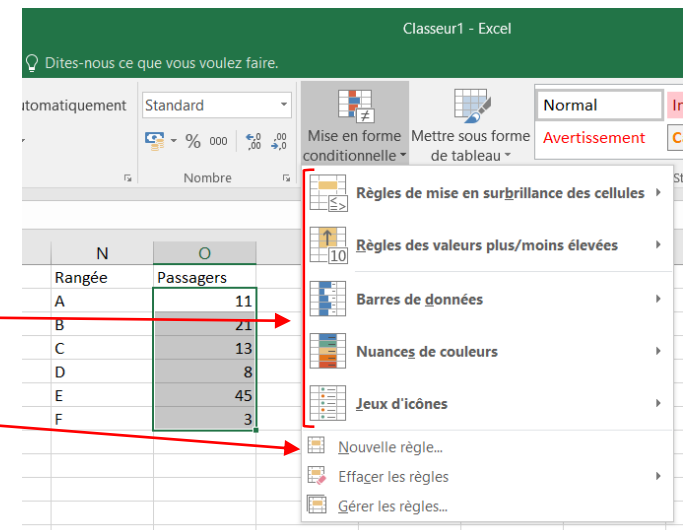 Classeur1 - Excel
Dites-nous ce que vous voulez faire.
utomatiquement
Standard
% 000 ,00 ,0
Nombre
Mise en forme
conditionnelle
Mettre sous forme
de tableau
Normal
Avertissement
Règles de mise en surbrillance des cellules
Règles des valeurs plus/moins élevées
10
Barres de données
Nuances de couleurs
Jeux d'icônes
Nouvelle règle...
Effacer les règles
Gérer les règles...
N O
Rangée Passagers
A 11
B 21
C 13
D 8
E 45
F 3